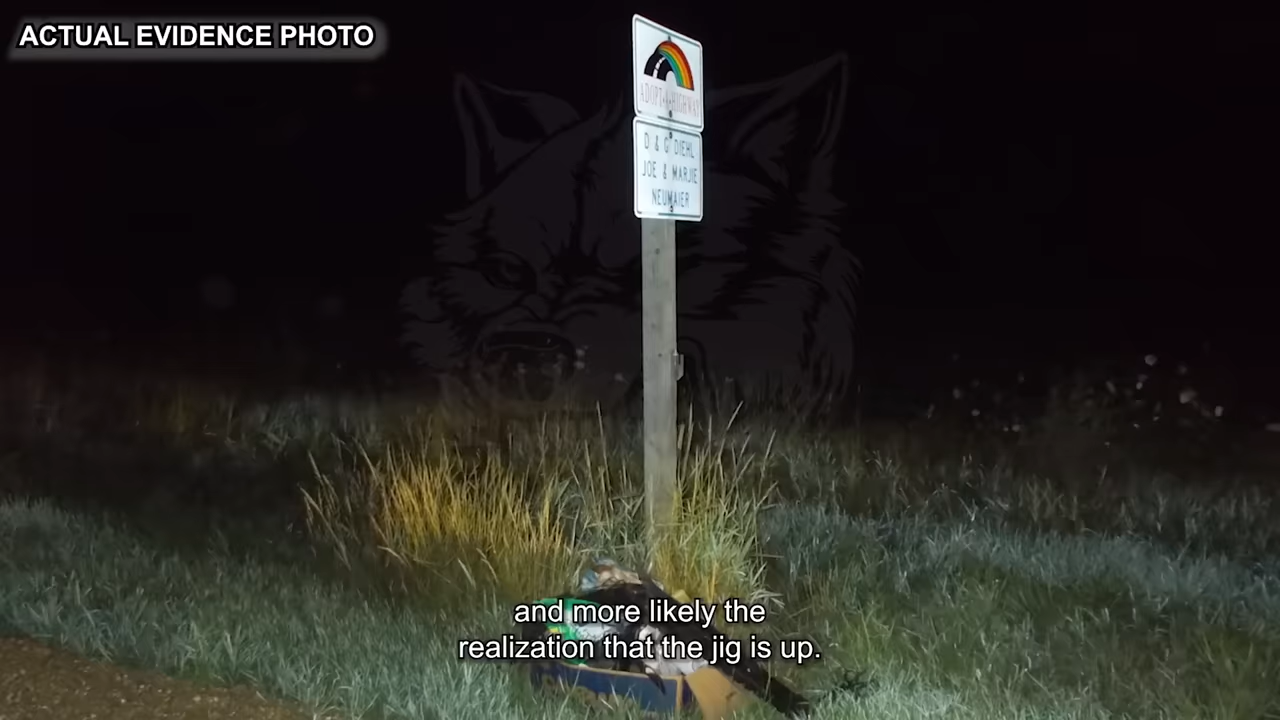 ACTUAL EVIDENCE PHOTO
ADOPT-A-HIGHWAY
D & G DIEHL
JOE & MARJIE
NEUMAIER
and more likely the
realization that the jig is up.